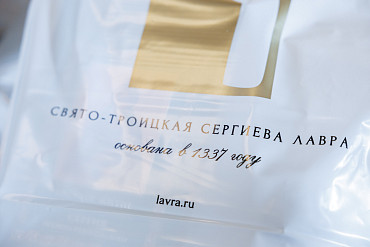 СВЯТО-ТРОИЦКАЯ СЕРГИЕВА ЛАВРА
основана в 1337 году
lavra.ru